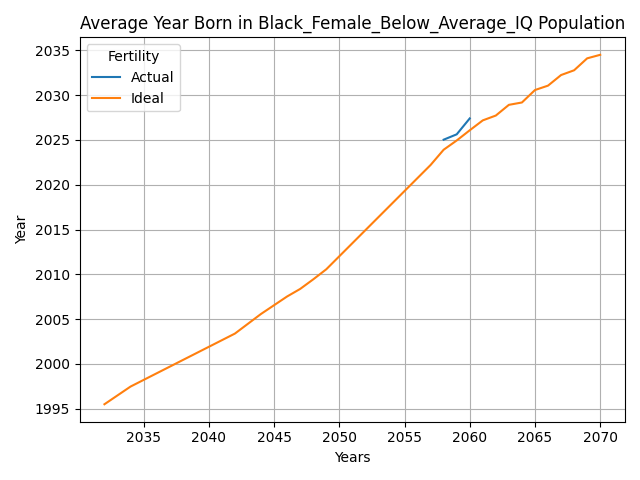 Average Year Born in Black_Female_Below_Average_IQ Population
Fertility
Actual
Ideal
Year
2035
2030
2025
2020
2015
2010
2005
2000
1995
2035 2040 2045 2050 2055 2060 2065 2070
Years